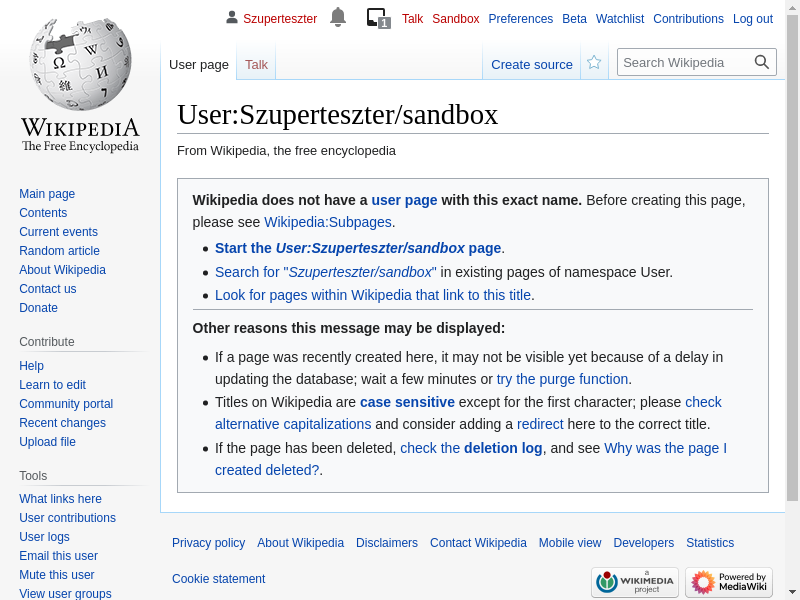 Szuperteszter 1 Talk Sandbox Preferences Beta Watchlist Contributions Log out
User page Talk Create source Search Wikipedia
WIKIPEDIA
The Free Encyclopedia
Main page
Contents
Current events
Random article
About Wikipedia
Contact us
Donate
Contribute
Help
Learn to edit
Community portal
Recent changes
Upload file
Tools
What links here
User contributions
User logs
Email this user
Mute this user
View user groups
User:Szuperteszter/sandbox
From Wikipedia, the free encyclopedia
Wikipedia does not have a user page with this exact name. Before creating this page,
please see Wikipedia:Subpages.
Start the User:Szuperteszter/sandbox page.
Search for "Szuperteszter/sandbox" in existing pages of namespace User.
Look for pages within Wikipedia that link to this title.
Other reasons this message may be displayed:
If a page was recently created here, it may not be visible yet because of a delay in
updating the database; wait a few minutes or try the purge function.
Titles on Wikipedia are case sensitive except for the first character; please check
alternative capitalizations and consider adding a redirect here to the correct title.
If the page has been deleted, check the deletion log, and see Why was the page I
created deleted?.
Privacy policy About Wikipedia Disclaimers Contact Wikipedia Mobile view Developers Statistics
Cookie statement
a
WIKIMEDIA
project
Powered by
MediaWiki